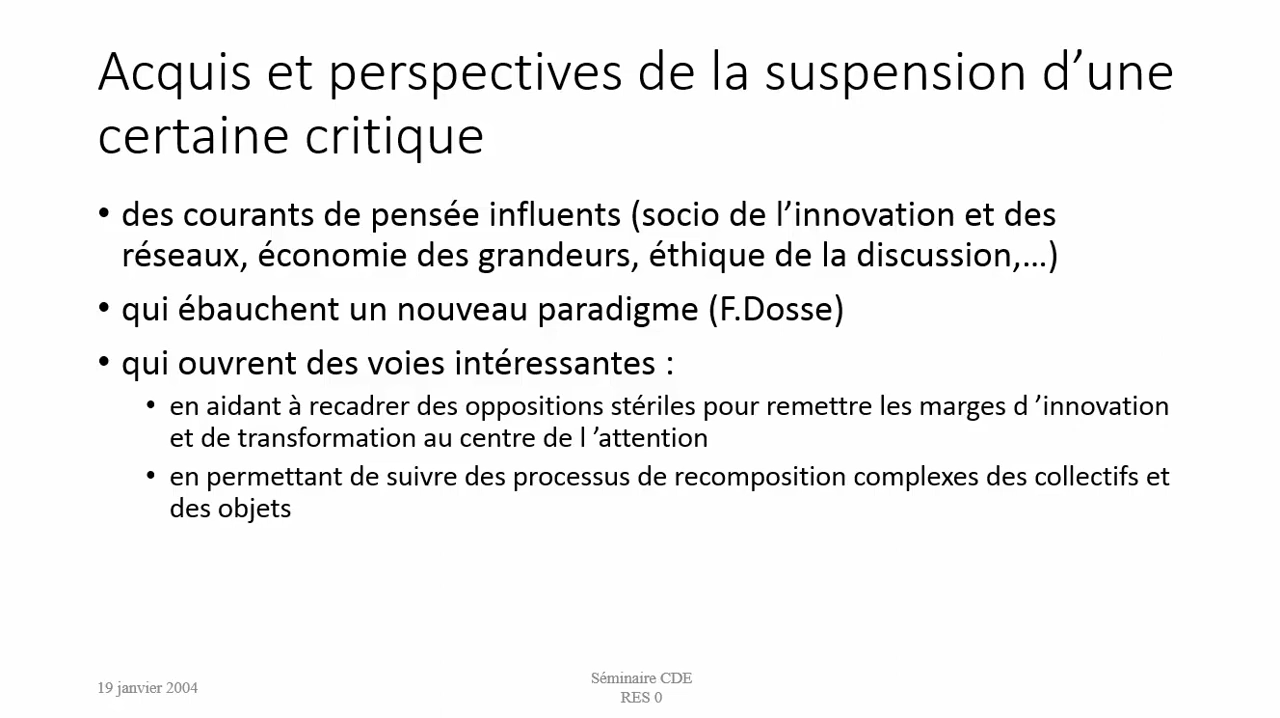 Acquis et perspectives de la suspension d’une
certaine critique
• des courants de pensée influents (socio de l’innovation et des
réseaux, économie des grandeurs, éthique de la discussion,…)
• qui ébauchent un nouveau paradigme (F.Dosse)
• qui ouvrent des voies intéressantes :
• en aidant à recadrer des oppositions stériles pour remettre les marges d ’innovation
et de transformation au centre de l ’attention
• en permettant de suivre des processus de recomposition complexes des collectifs et
des objets
19 janvier 2004
Séminaire CDE
RES 0